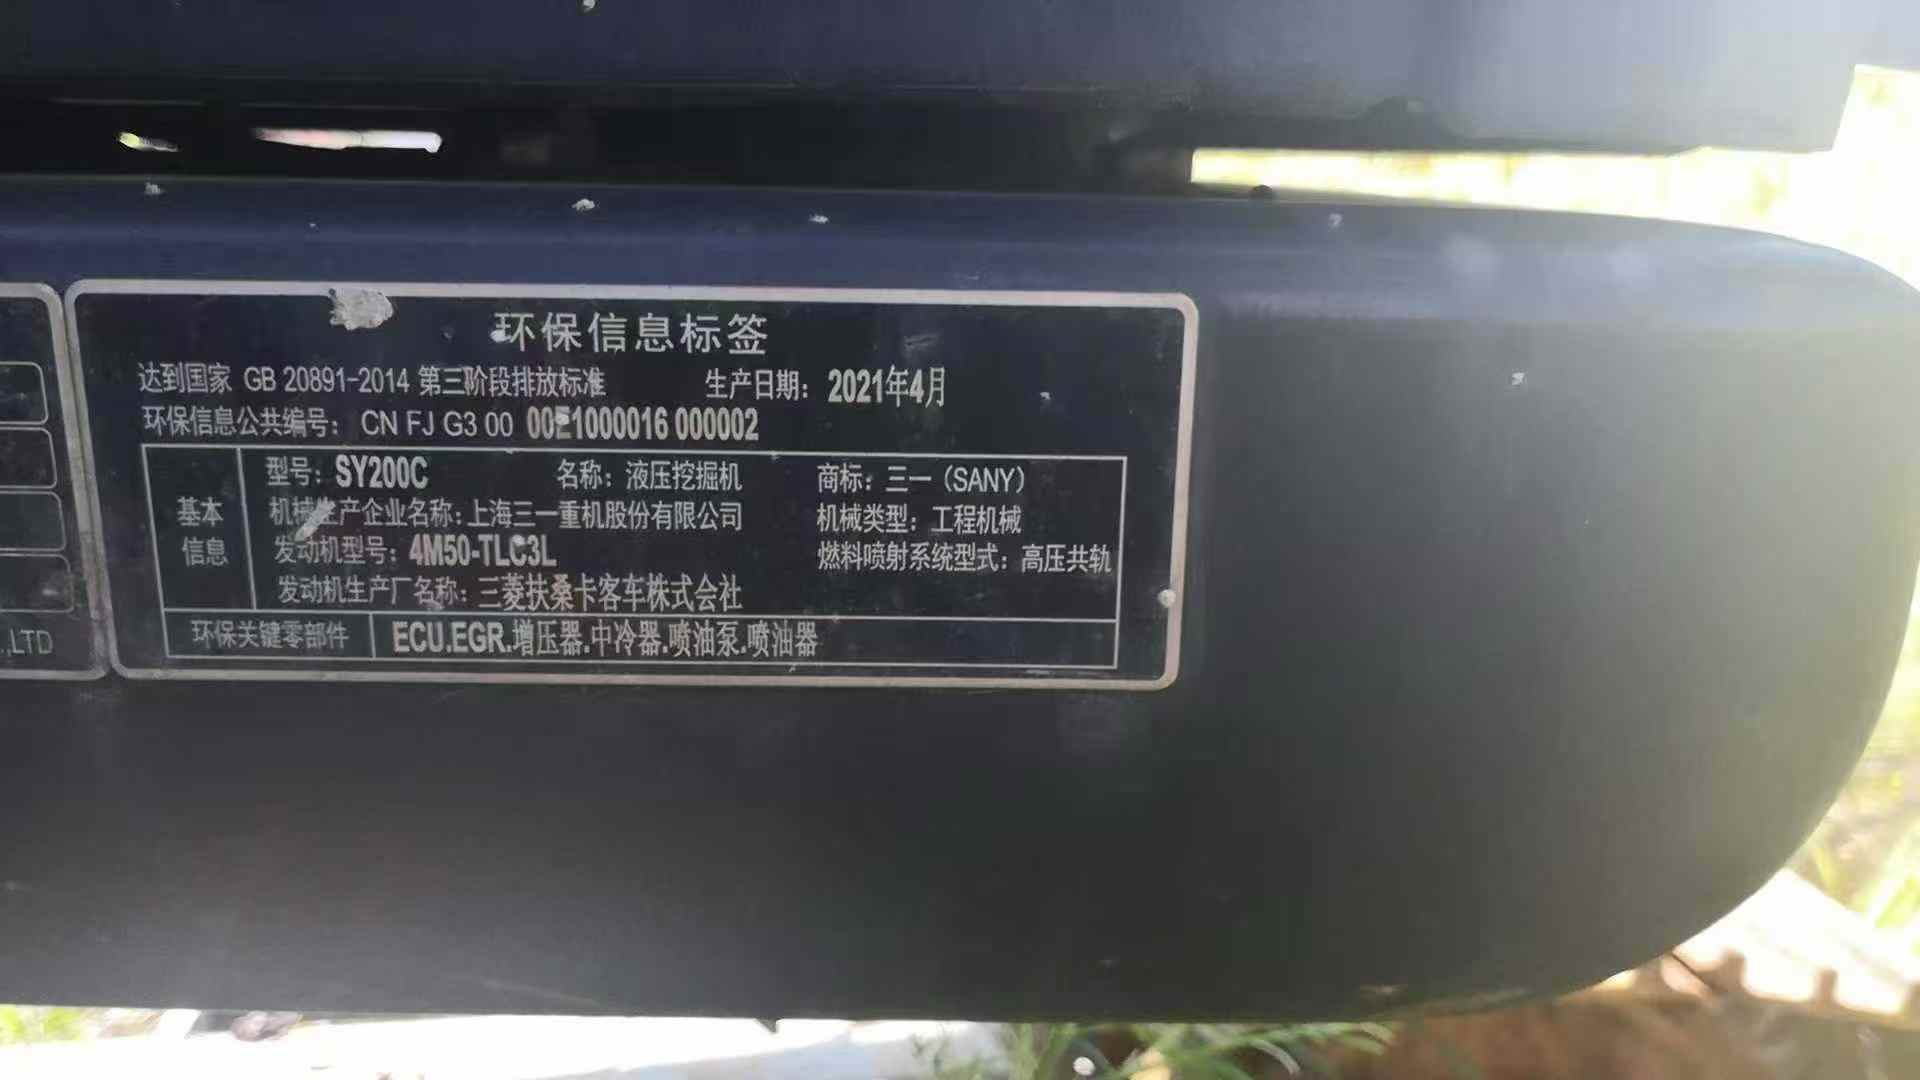 环保信息标签
达到国家 GB 20891-2014 第三阶段排放标准 生产日期: 2021年4月
环保信息公共编号: CN FJ G3 00 00E1000016 000002
基本信息
型号: SY200C 名称: 液压挖掘机 商标: 三一 (SANY)
机械生产企业名称: 上海三一重机股份有限公司 机械类型: 工程机械
发动机型号: 4M50-TLC3L 燃料喷射系统型式: 高压共轨
发动机生产厂名称: 三菱扶桑卡客车株式会社
环保关键零部件 ECU.EGR.增压器.中冷器.喷油泵.喷油器
.,LTD